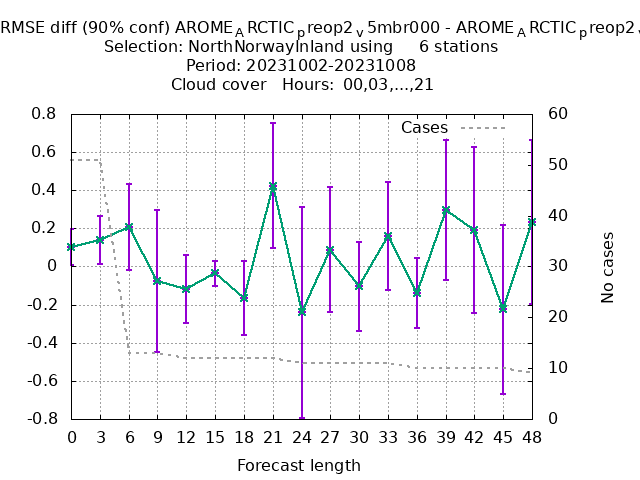 RMSE diff (90% conf) AROME_ARCTIC_preop2_v5mbr000 - AROME_ARCTIC_preop2
Selection: NorthNorwayInland using 6 stations
Period: 20231002-20231008
Cloud cover Hours: 00,03,...,21
Cases
0.8
0.6
0.4
0.2
0
-0.2
-0.4
-0.6
-0.8
60
50
40
30
20
10
0
No cases
0 3 6 9 12 15 18 21 24 27 30 33 36 39 42 45 48
Forecast length